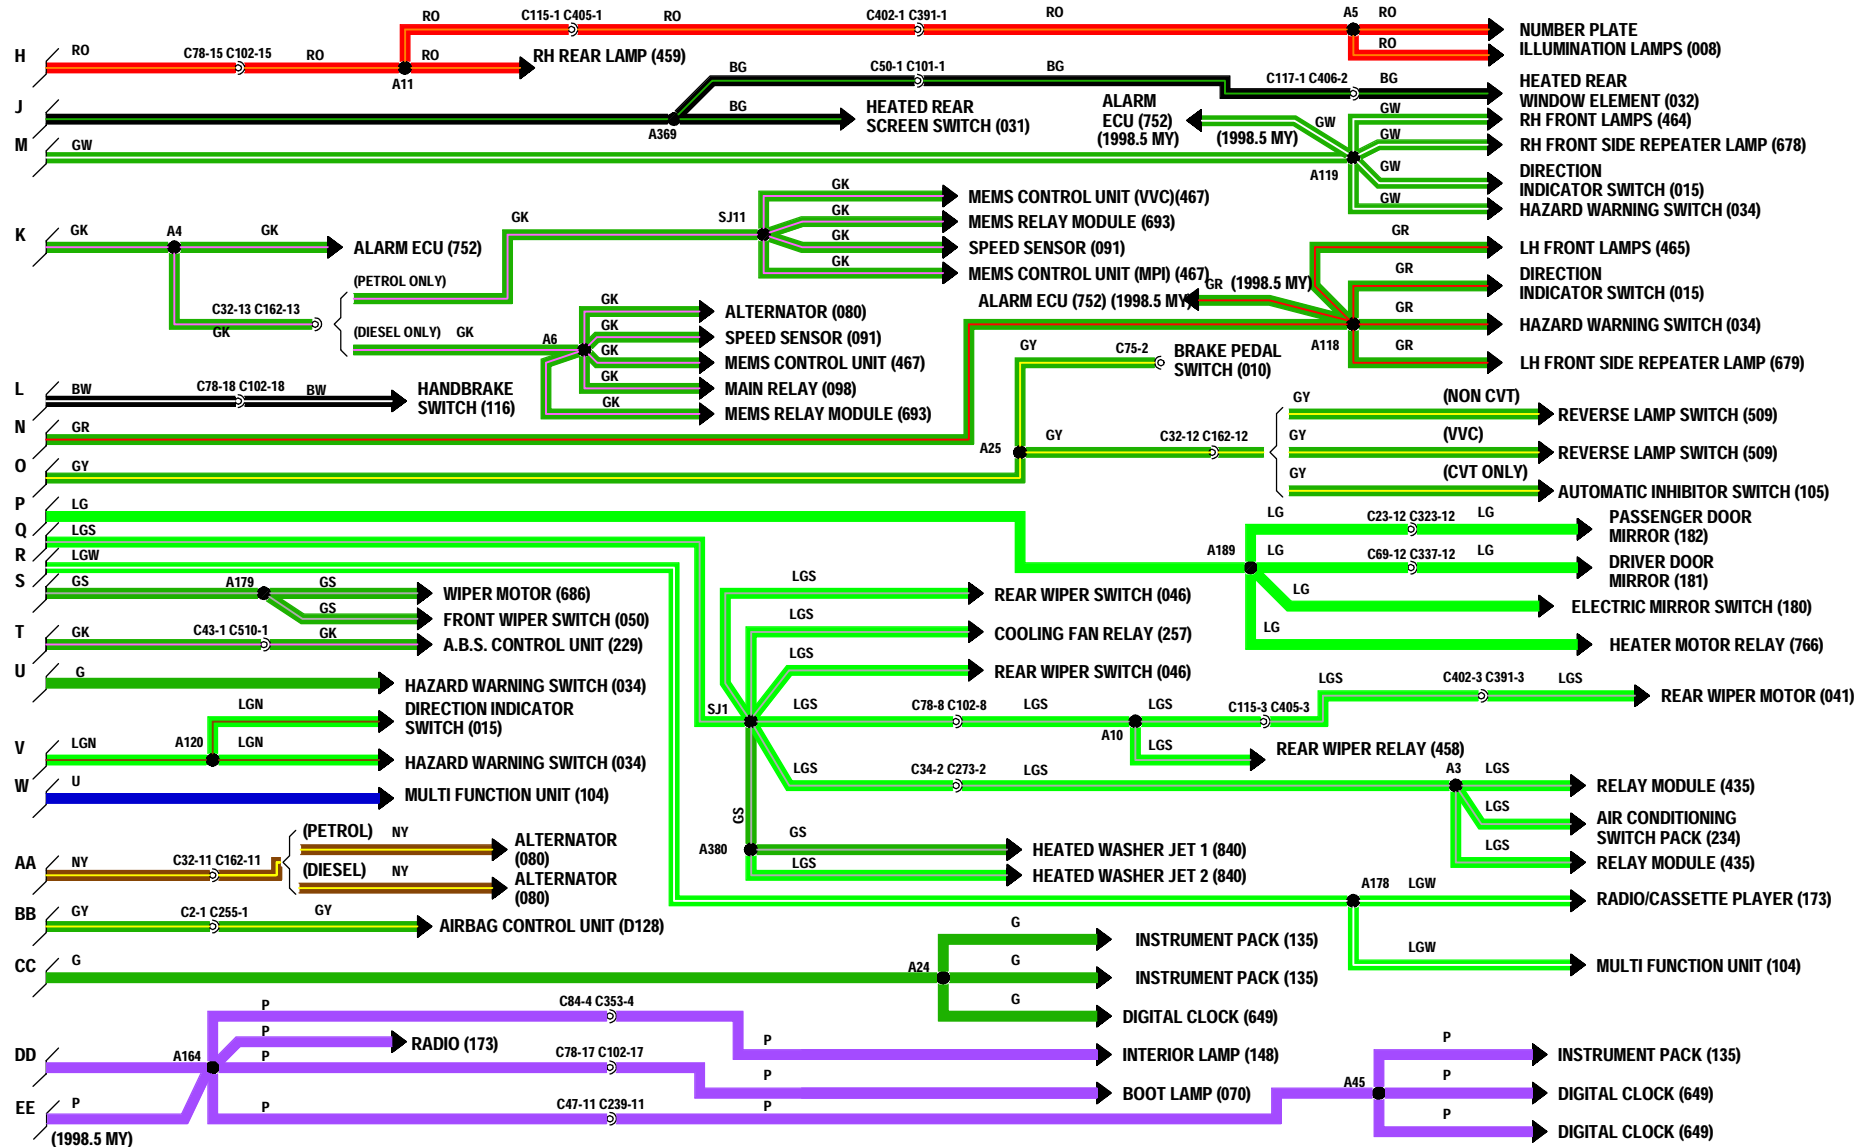 RO C115-1 C405-1 RO C402-1 C391-1 RO A5 RO
NUMBER PLATE
ILLUMINATION LAMPS (008)
RO
H RO C78-15 C102-15 RO RO
RH REAR LAMP (459)
A11
BG C50-1 C101-1 BG C117-1 C406-2 BG
HEATED REAR
WINDOW ELEMENT (032)
J
BG
HEATED REAR
SCREEN SWITCH (031)
A369
ALARM
ECU (752)
(1998.5 MY)
(1998.5 MY)
GW
GW
RH FRONT LAMPS (464)
M GW
GW
RH FRONT SIDE REPEATER LAMP (678)
A119
GW
DIRECTION
INDICATOR SWITCH (015)
GW
HAZARD WARNING SWITCH (034)
K GK A4 GK
ALARM ECU (752)
GK
SJ11
GK
MEMS CONTROL UNIT (VVC)(467)
GK
MEMS RELAY MODULE (693)
GK
SPEED SENSOR (091)
GK
MEMS CONTROL UNIT (MPI) (467)
C32-13 C162-13
GK
(PETROL ONLY)
(DIESEL ONLY) GK
A6
GK
ALTERNATOR (080)
GK
SPEED SENSOR (091)
GK
MEMS CONTROL UNIT (467)
GK
MAIN RELAY (098)
GK
MEMS RELAY MODULE (693)
GR
LH FRONT LAMPS (465)
GR (1998.5 MY)
ALARM ECU (752) (1998.5 MY)
GR
DIRECTION
INDICATOR SWITCH (015)
GR
HAZARD WARNING SWITCH (034)
A118
GR
LH FRONT SIDE REPEATER LAMP (679)
L BW C78-18 C102-18 BW
HANDBRAKE
SWITCH (116)
N GR
GY C75-2
BRAKE PEDAL
SWITCH (010)
O GY
A25 GY C32-12 C162-12
GY (NON CVT)
REVERSE LAMP SWITCH (509)
GY (VVC)
REVERSE LAMP SWITCH (509)
GY (CVT ONLY)
AUTOMATIC INHIBITOR SWITCH (105)
P LG
LG C23-12 C323-12 LG
PASSENGER DOOR
MIRROR (182)
A189 LG C69-12 C337-12 LG
DRIVER DOOR
MIRROR (181)
LG
ELECTRIC MIRROR SWITCH (180)
LG
HEATER MOTOR RELAY (766)
Q LGS
R LGW
S GS A179 GS
WIPER MOTOR (686)
GS
FRONT WIPER SWITCH (050)
T GK C43-1 C510-1 GK
A.B.S. CONTROL UNIT (229)
U G
HAZARD WARNING SWITCH (034)
LGN
DIRECTION INDICATOR
SWITCH (015)
V LGN A120 LGN
HAZARD WARNING SWITCH (034)
W U
MULTI FUNCTION UNIT (104)
LGS
REAR WIPER SWITCH (046)
LGS
COOLING FAN RELAY (257)
LGS
REAR WIPER SWITCH (046)
SJ1 LGS C78-8 C102-8 LGS LGS C115-3 C405-3
LGS C402-3 C391-3 LGS
REAR WIPER MOTOR (041)
A10
LGS
REAR WIPER RELAY (458)
LGS C34-2 C273-2 LGS A3 LGS
RELAY MODULE (435)
LGS
AIR CONDITIONING
SWITCH PACK (234)
LGS
RELAY MODULE (435)
GS
A380
GS
HEATED WASHER JET 1 (840)
LGS
HEATED WASHER JET 2 (840)
AA NY C32-11 C162-11
(PETROL) NY
ALTERNATOR
(080)
(DIESEL) NY
ALTERNATOR
(080)
A178 LGW
RADIO/CASSETTE PLAYER (173)
LGW
MULTI FUNCTION UNIT (104)
BB GY C2-1 C255-1 GY
AIRBAG CONTROL UNIT (D128)
CC G
A24
G
INSTRUMENT PACK (135)
G
INSTRUMENT PACK (135)
G
DIGITAL CLOCK (649)
P C84-4 C353-4 P
INTERIOR LAMP (148)
P
RADIO (173)
DD A164 P C78-17 C102-17 P
BOOT LAMP (070)
EE P
(1998.5 MY)
P C47-11 C239-11 P
A45
P
INSTRUMENT PACK (135)
P
DIGITAL CLOCK (649)
P
DIGITAL CLOCK (649)